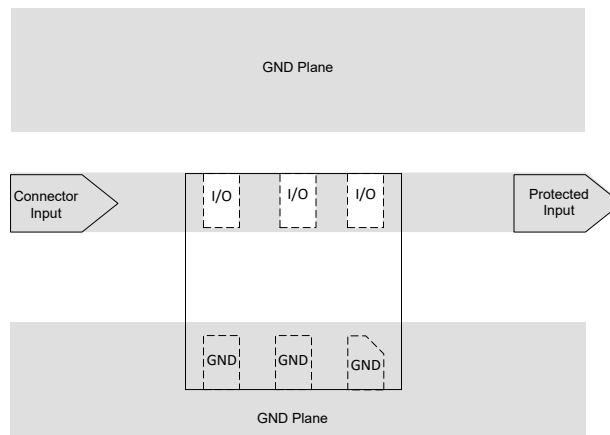 GND Plane
Connector
Input
I/O
I/O
I/O
Protected
Input
GND
GND
GND
GND Plane